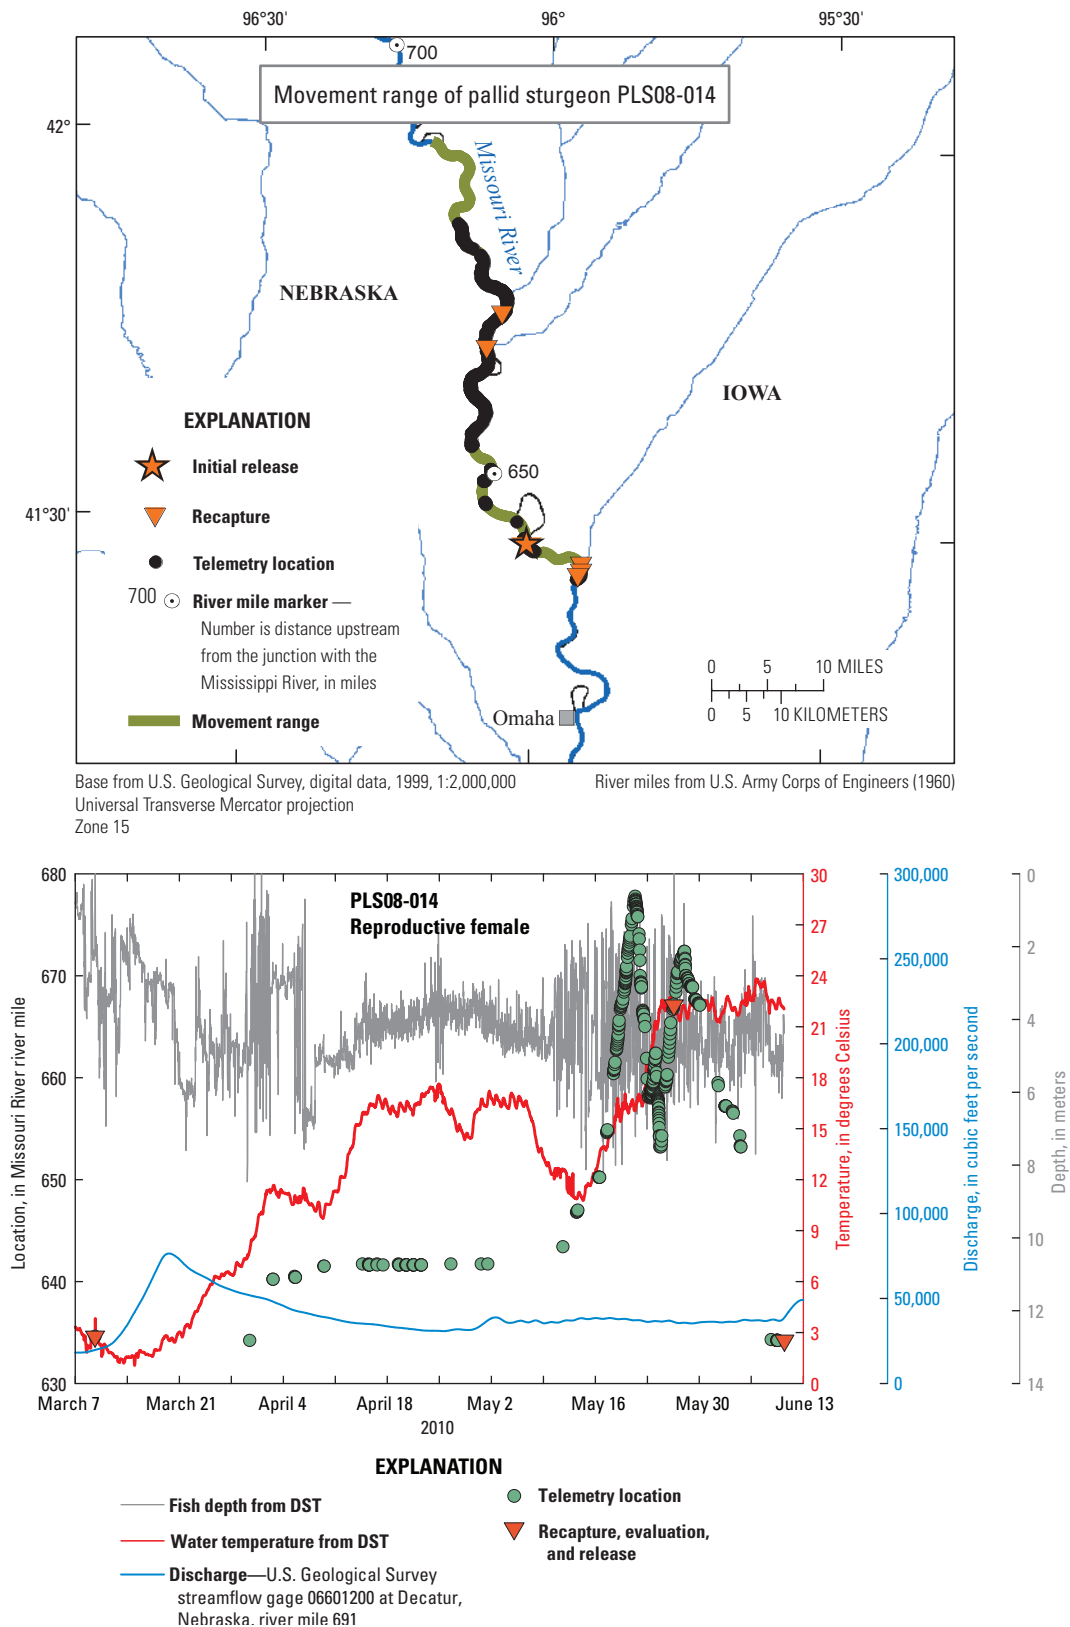 96°30'
96°
95°30'
700
Movement range of pallid sturgeon PLS08-014
42°
Missouri River
NEBRASKA
IOWA
EXPLANATION
Initial release
650
41°30'
Recapture
Telemetry location
700
River mile marker —
Number is distance upstream
from the junction with the
Mississippi River, in miles
0 5 10 MILES
0 5 10 KILOMETERS
Movement range
Omaha
Base from U.S. Geological Survey, digital data, 1999, 1:2,000,000
River miles from U.S. Army Corps of Engineers (1960)
Universal Transverse Mercator projection
Zone 15
PLS08-014
Reproductive female
Location, in Missouri River river mile
680
670
660
650
640
630
30
27
24
21
18
15
12
9
6
3
0
Temperature, in degrees Celsius
300,000
250,000
200,000
150,000
100,000
50,000
0
Discharge, in cubic feet per second
0
2
4
6
8
10
12
14
Depth, in meters
March 7
March 21
April 4
April 18
May 2
May 16
May 30
June 13
2010
EXPLANATION
Fish depth from DST
Water temperature from DST
Discharge—U.S. Geological Survey
streamflow gage 06601200 at Decatur,
Nebraska, river mile 691
Telemetry location
Recapture, evaluation,
and release